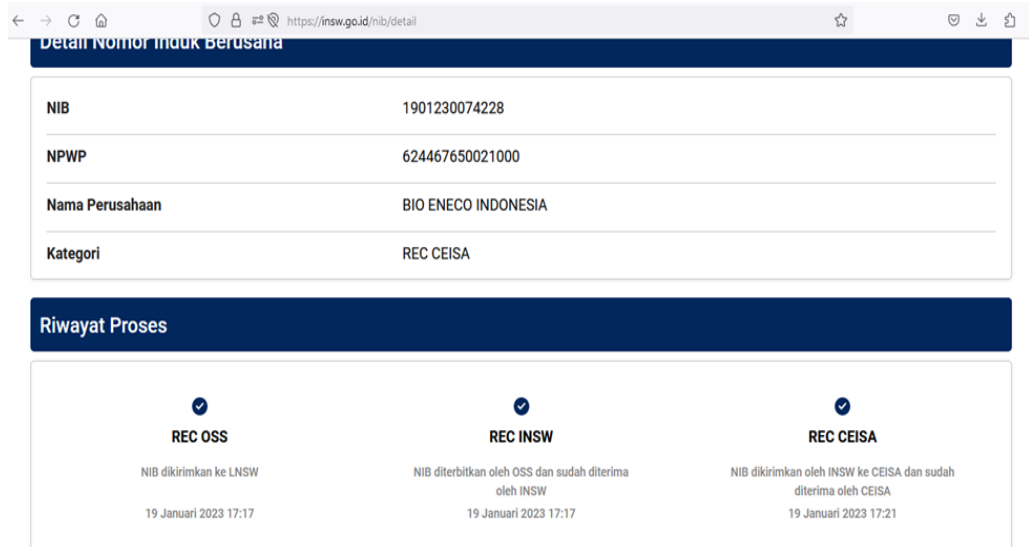 https://insw.go.id/nib/detail
Detail Nomor Induk Berusaha
NIB 1901230074228
NPWP 624467650021000
Nama Perusahaan BIO ENECO INDONESIA
Kategori REC CEISA
Riwayat Proses
REC OSS
NIB dikirimkan ke LNSW
19 Januari 2023 17:17
REC INSW
NIB diterbitkan oleh OSS dan sudah diterima
oleh INSW
19 Januari 2023 17:17
REC CEISA
NIB dikirimkan oleh INSW ke CEISA dan sudah
diterima oleh CEISA
19 Januari 2023 17:21